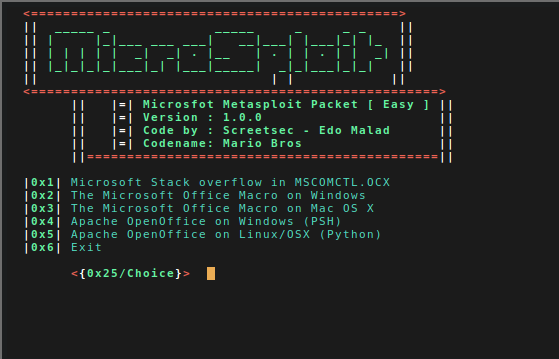 |=| Microsfot Metasploit Packet [ Easy ]
|=| Version : 1.0.0
|=| Code by : Screetsec - Edo Malad
|=| Codename: Mario Bros
|0x1| Microsoft Stack overflow in MSCOMCTL.OCX
|0x2| The Microsoft Office Macro on Windows
|0x3| The Microsoft Office Macro on Mac OS X
|0x4| Apache OpenOffice on Windows (PSH)
|0x5| Apache OpenOffice on Linux/OSX (Python)
|0x6| Exit
<{0x25/Choice}>